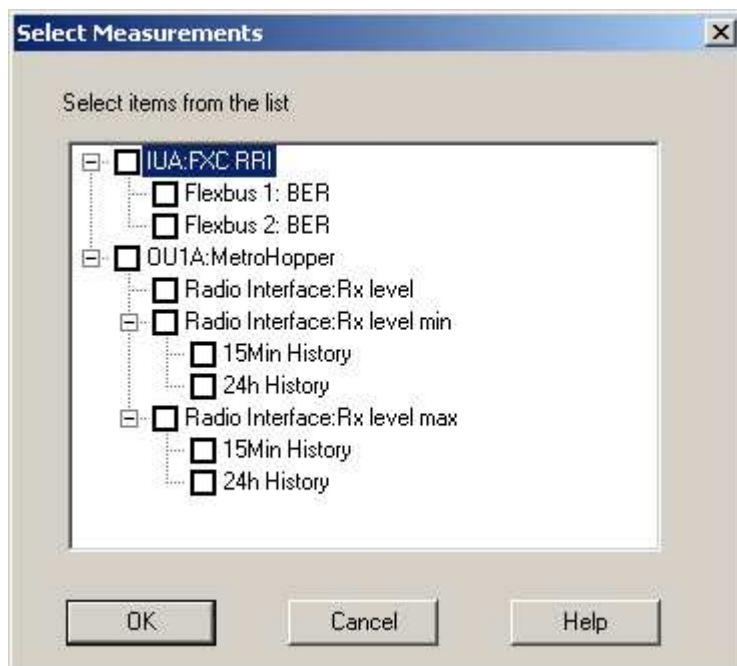 Select Measurements
Select items from the list
IUA:FXC RRI
Flexbus 1: BER
Flexbus 2: BER
OU1A:MetroHopper
Radio Interface:Rx level
Radio Interface:Rx level min
15Min History
24h History
Radio Interface:Rx level max
15Min History
24h History
OK Cancel Help